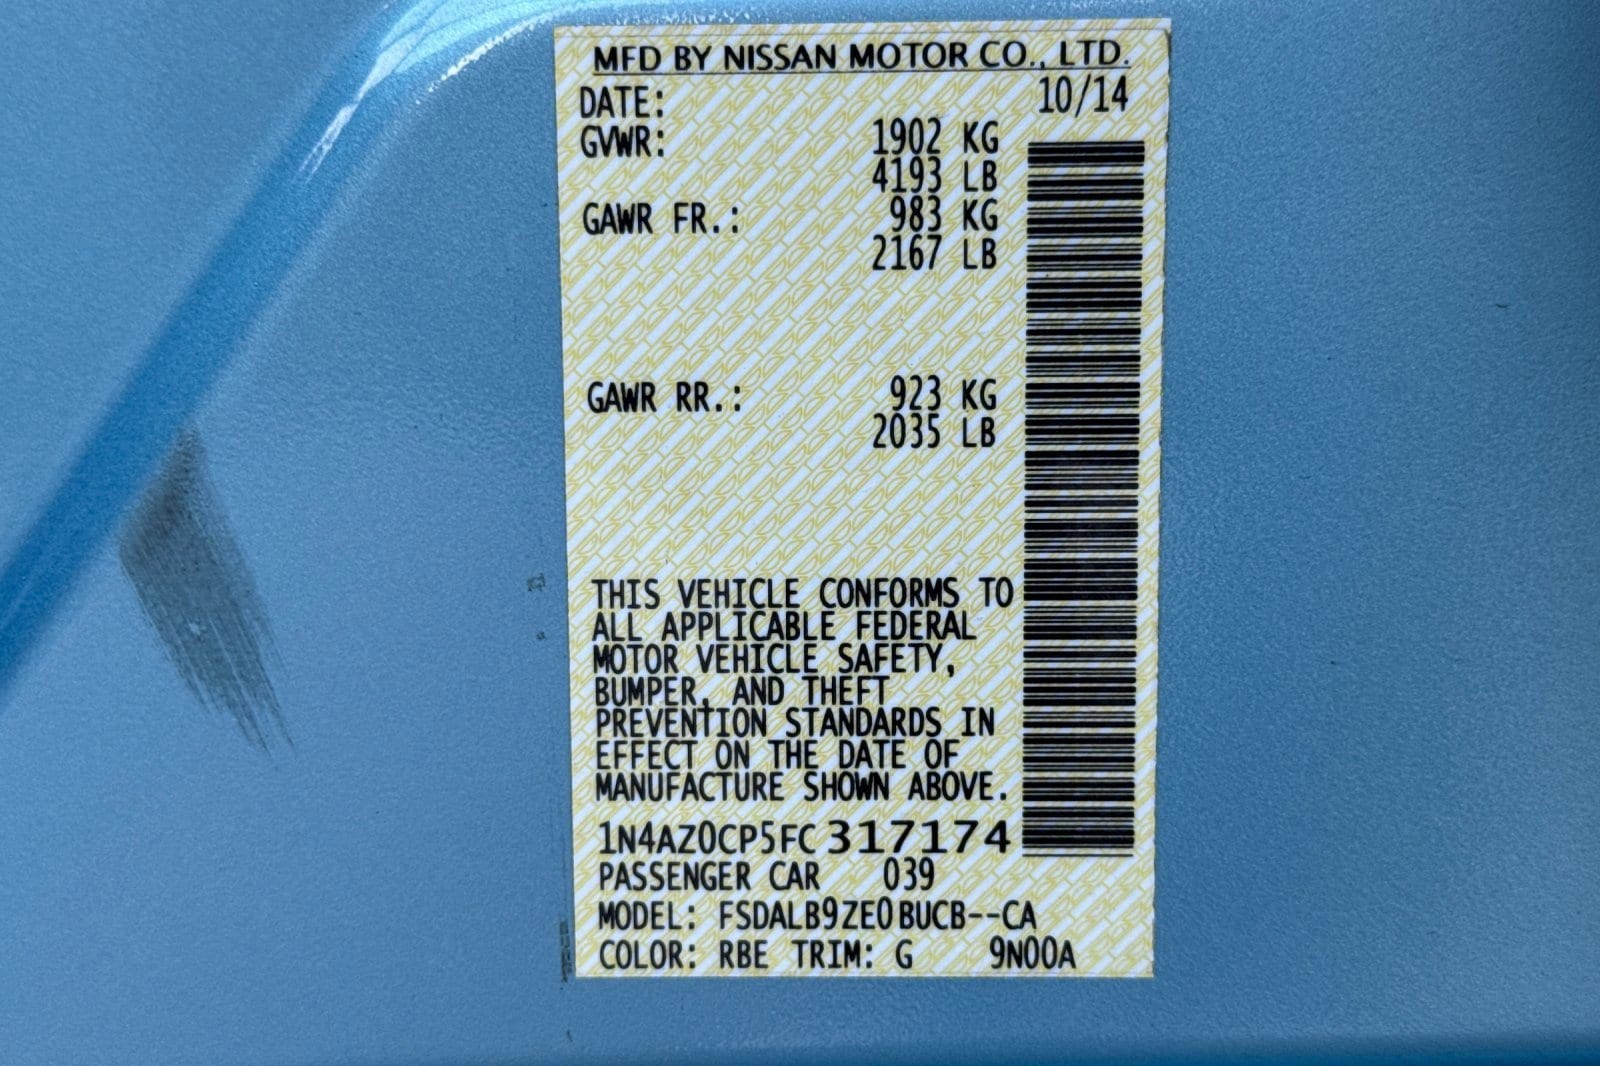 MFD BY NISSAN MOTOR CO., LTD.
DATE: 10/14
GVWR: 1902 KG
4193 LB
GAWR FR.: 983 KG
2167 LB
GAWR RR.: 923 KG
2035 LB
THIS VEHICLE CONFORMS TO
ALL APPLICABLE FEDERAL
MOTOR VEHICLE SAFETY,
BUMPER, AND THEFT
PREVENTION STANDARDS IN
EFFECT ON THE DATE OF
MANUFACTURE SHOWN ABOVE.
1N4AZ0CP5FC317174
PASSENGER CAR 039
MODEL: FSDALB9ZE0BUCB--CA
COLOR: RBE TRIM: G 9N00A